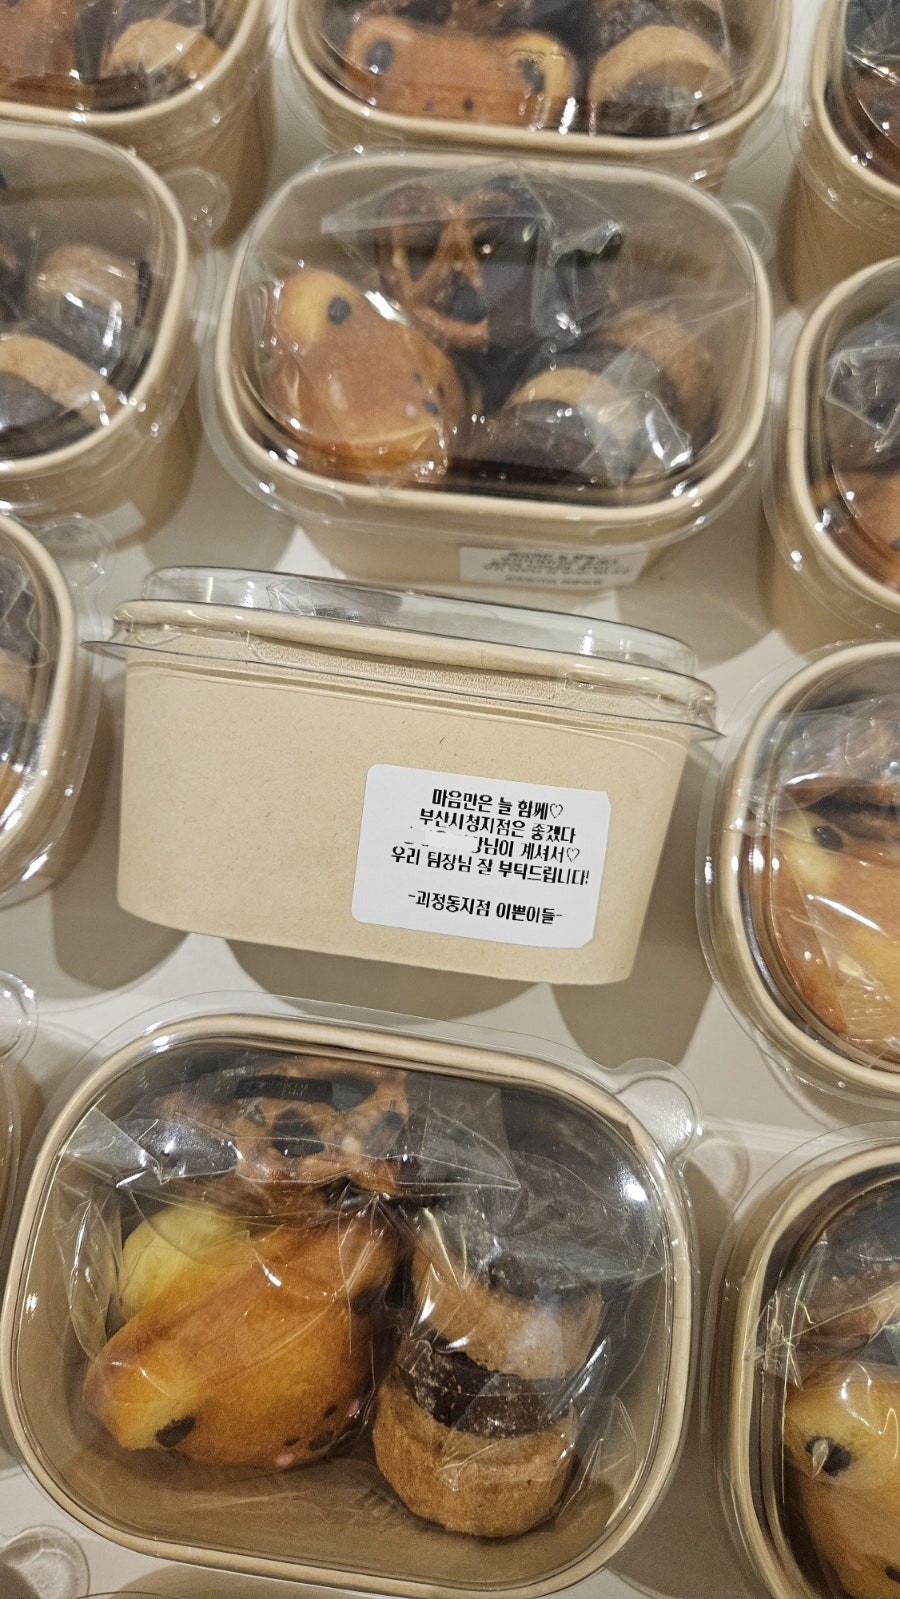 마음만은 늘 함께♡
부산시청지점은 좋겠다
님이 계셔서♡
우리 팀장님 잘 부탁드립니다!
-괴정동지점 이쁜이들-